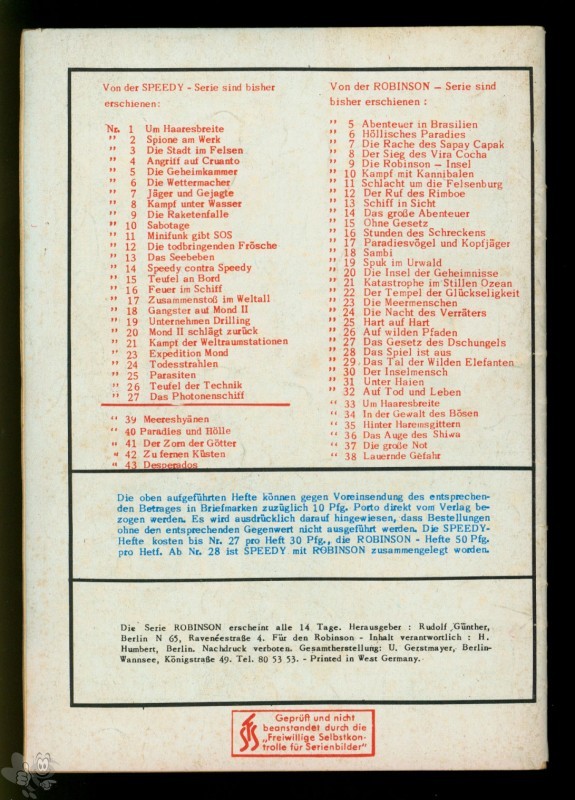 Von der SPEEDY - Serie sind bisher
erschienen:
Nr. 1 Um Haaresbreite
" 2 Spione am Werk
" 3 Die Stadt im Felsen
" 4 Angriff auf Cruanto
" 5 Die Geheimkammer
" 6 Die Wettermacher
" 7 Jäger und Gejagte
" 8 Kampf unter Wasser
" 9 Die Raketenfalle
" 10 Sabotage
" 11 Minifunk gibt SOS
" 12 Die todbringenden Frösche
" 13 Das Seebeben
" 14 Speedy contra Speedy
" 15 Teufel an Bord
" 16 Feuer im Schiff
" 17 Zusammenstoß im Weltall
" 18 Gangster auf Mond II
" 19 Unternehmen Drilling
" 20 Mond II schlägt zurück
" 21 Kampf der Weltraumstationen
" 23 Expedition Mond
" 24 Todesstrahlen
" 25 Parasiten
" 26 Teufel der Technik
" 27 Das Photonenschiff
" 39 Meereshyänen
" 40 Paradies und Hölle
" 41 Der Zorn der Götter
" 42 Zu fernen Küsten
" 43 Desperados
Von der ROBINSON - Serie sind
bisher erschienen :
" 5 Abenteuer in Brasilien
" 6 Höllisches Paradies
" 7 Die Rache des Sapay Capak
" 8 Der Sieg des Vira Cocha
" 9 Die Robinson - Insel
" 10 Kampf mit Kannibalen
" 11 Schlacht um die Felsenburg
" 12 Der Ruf des Rimboe
" 13 Schiff in Sicht
" 14 Das große Abenteuer
" 15 Ohne Gesetz
" 16 Stunden des Schreckens
" 17 Paradiesvögel und Kopfjäger
" 18 Sambi
" 19 Spuk im Urwald
" 20 Die Insel der Geheimnisse
" 21 Katastrophe im Stillen Ozean
" 22 Der Tempel der Glückseligkeit
" 23 Die Meermenschen
" 24 Die Nacht des Verräters
" 25 Hart auf Hart
" 26 Auf wilden Pfaden
" 27 Das Gesetz des Dschungels
" 28 Das Spiel ist aus
" 29 Das Tal der Wilden Elefanten
" 30 Der Inselmensch
" 31 Unter Haien
" 32 Auf Tod und Leben
" 33 Um Haaresbreite
" 34 In der Gewalt des Bösen
" 35 Hinter Haremsgittern
" 36 Das Auge des Shiwa
" 37 Die große Not
" 38 Lauernde Gefahr
Die oben aufgeführten Hefte können gegen Voreinsendung des entsprechen-
den Betrages in Briefmarken zuzüglich 10 Pfg. Porto direkt vom Verlag be-
zogen werden. Es wird ausdrücklich darauf hingewiesen, dass Bestellungen
ohne den entsprechenden Gegenwert nicht ausgeführt werden. Die SPEEDY-
Hefte kosten bis Nr. 27 pro Heft 30 Pfg., die ROBINSON - Hefte 50 Pfg.
pro Hetf. Ab Nr. 28 ist SPEEDY mit ROBINSON zusammengelegt worden.
Die Serie ROBINSON erscheint alle 14 Tage. Herausgeber : Rudolf Günther,
Berlin N 65, Ravenéestraße 4. Für den Robinson - Inhalt verantwortlich : H.
Humbert, Berlin. Nachdruck verboten. Gesamtherstellung: U. Gerstmayer, Berlin-
Wannsee, Königstraße 49. Tel. 80 53 53. - Printed in West Germany.
FSS
Geprüft und nicht
beanstandet durch die
„Freiwillige Selbstkon-
trolle für Serienbilder"